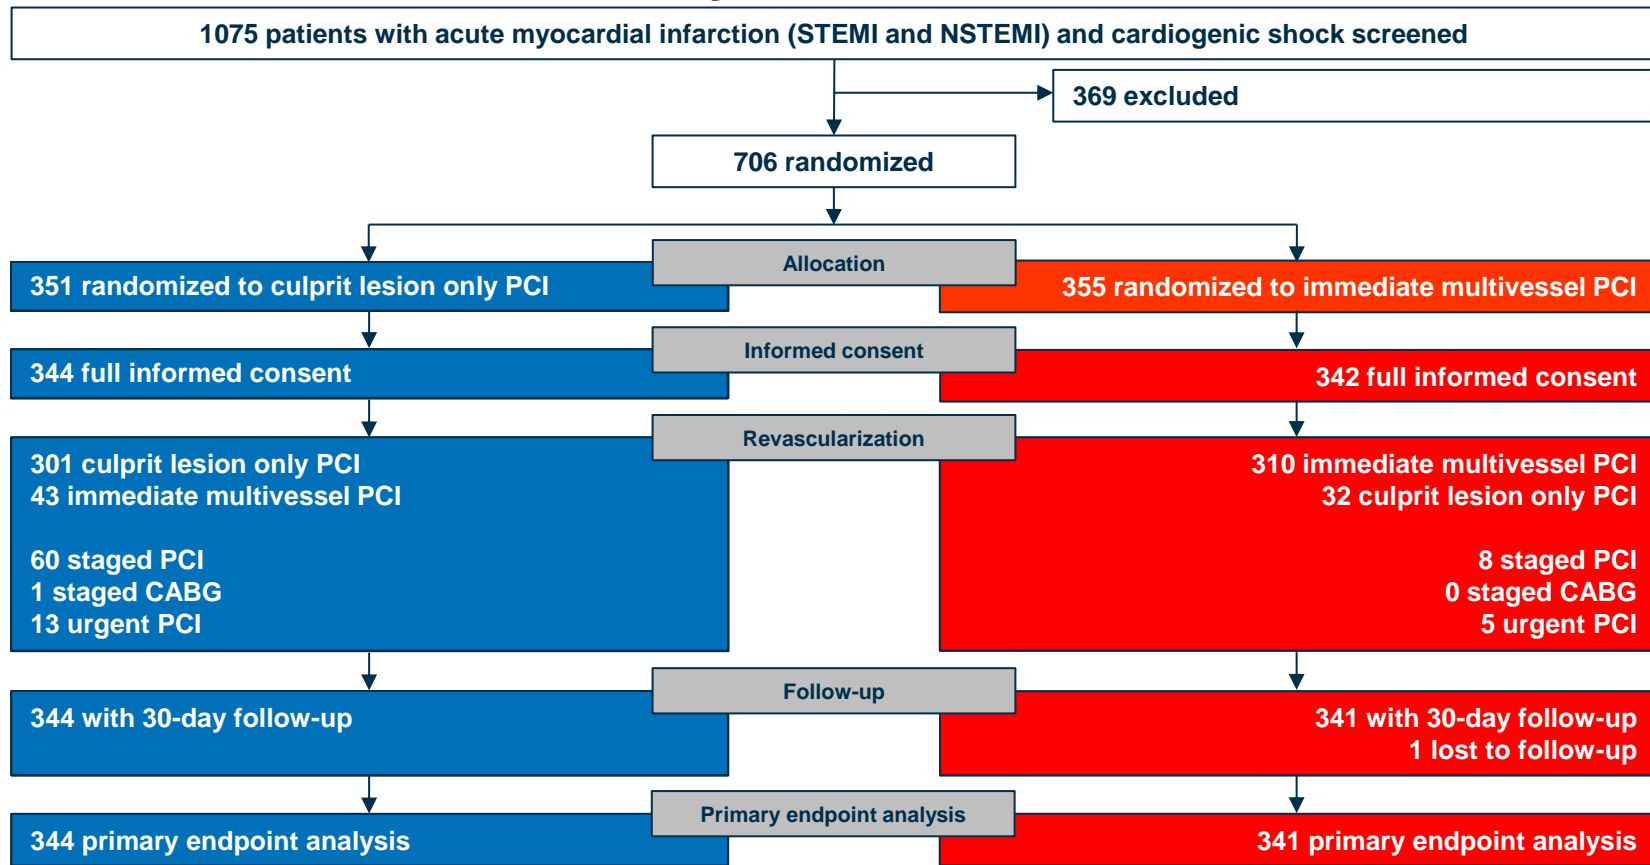 1075 patients with acute myocardial infarction (STEMI and NSTEMI) and cardiogenic shock screened
369 excluded
706 randomized
Allocation
351 randomized to culprit lesion only PCI
355 randomized to immediate multivessel PCI
Informed consent
344 full informed consent
342 full informed consent
Revascularization
301 culprit lesion only PCI
43 immediate multivessel PCI
60 staged PCI
1 staged CABG
13 urgent PCI
310 immediate multivessel PCI
32 culprit lesion only PCI
8 staged PCI
0 staged CABG
5 urgent PCI
Follow-up
344 with 30-day follow-up
341 with 30-day follow-up
1 lost to follow-up
Primary endpoint analysis
344 primary endpoint analysis
341 primary endpoint analysis